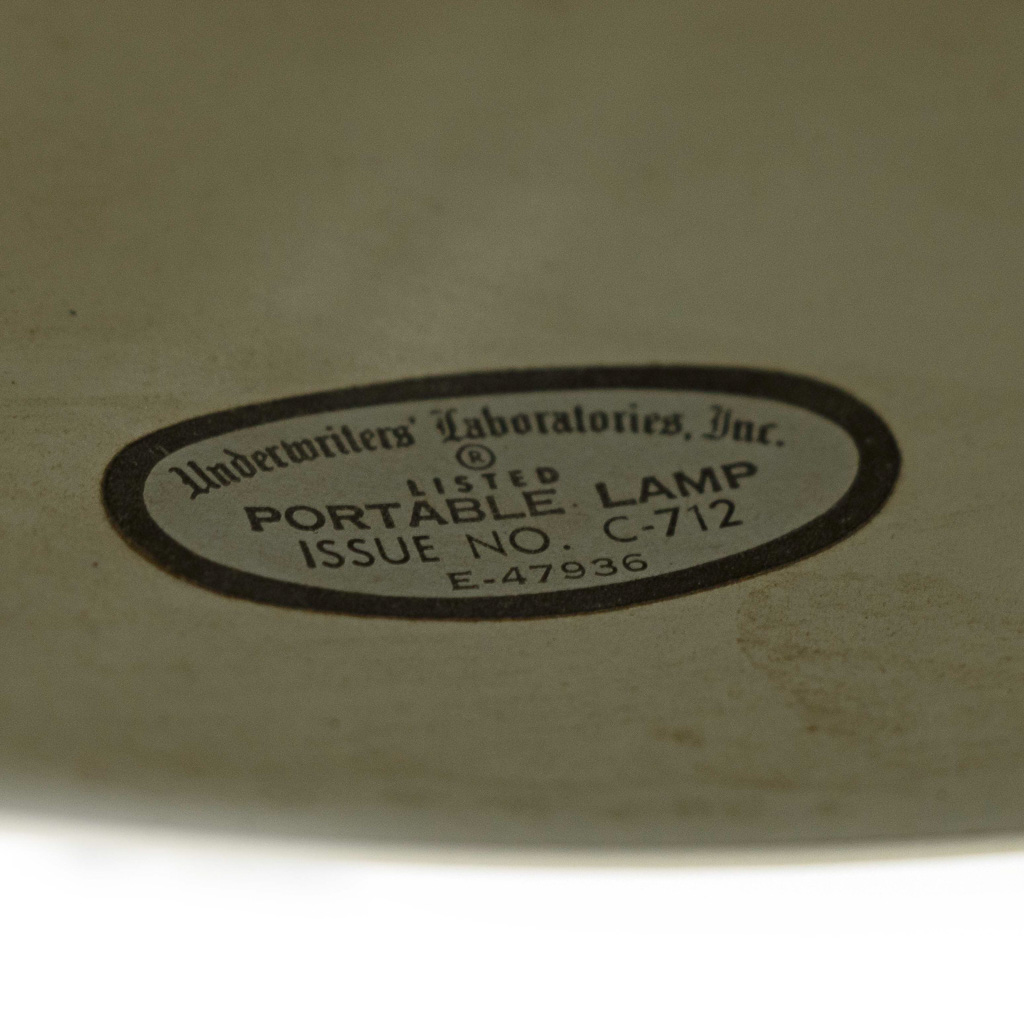 Underwriters' Laboratories, Inc.
®
LISTED
PORTABLE LAMP
ISSUE NO. C-712
E-47936